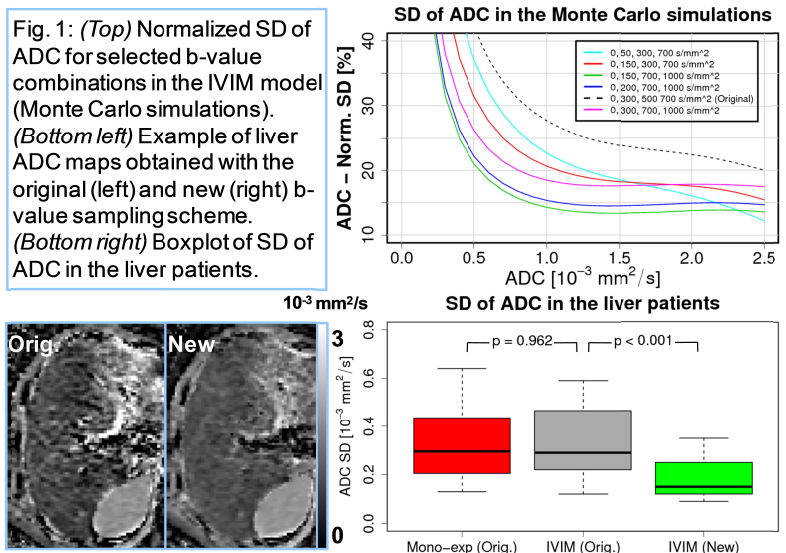 Fig. 1: (Top) Normalized SD of
ADC for selected b-value
combinations in the IVIM model
(Monte Carlo simulations).
(Bottom left) Example of liver
ADC maps obtained with the
original (left) and new (right) b-
value sampling scheme.
(Bottom right) Boxplot of SD of
ADC in the liver patients.
SD of ADC in the Monte Carlo simulations
ADC – Norm. SD [%]
40
30
20
10
0,50, 300, 700 s/mm^2
0,150, 300, 700 s/mm^2
0,150, 700, 1000 s/mm^2
0,200, 700, 1000 s/mm^2
0,300, 500 700 s/mm^2 (Original)
0,300, 700, 1000 s/mm^2
0.0 0.5 1.0 1.5 2.0 2.5
ADC [10⁻³ mm²/s]
10⁻³ mm²/s
Orig.
New
3
0
SD of ADC in the liver patients
ADC SD [10⁻³ mm²/s]
0.8
0.6
0.4
0.2
0.0
p = 0.962
p < 0.001
Mono-exp (Orig.) IVIM (Orig.) IVIM (New)